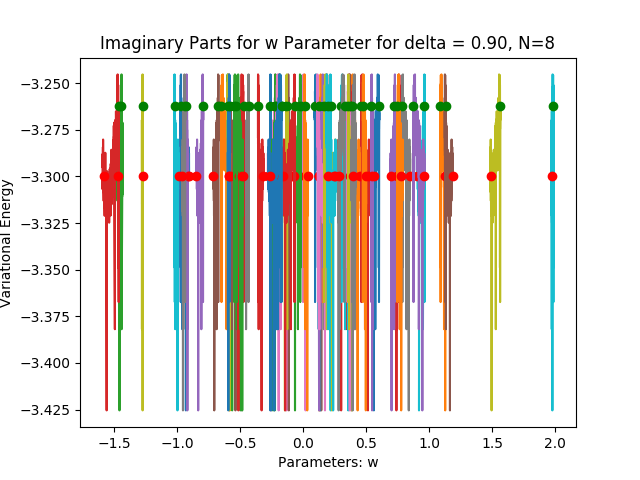 Imaginary Parts for w Parameter for delta = 0.90, N=8
Variational Energy
−3.250
−3.275
−3.300
−3.325
−3.350
−3.375
−3.400
−3.425
−1.5 −1.0 −0.5 0.0 0.5 1.0 1.5 2.0
Parameters: w